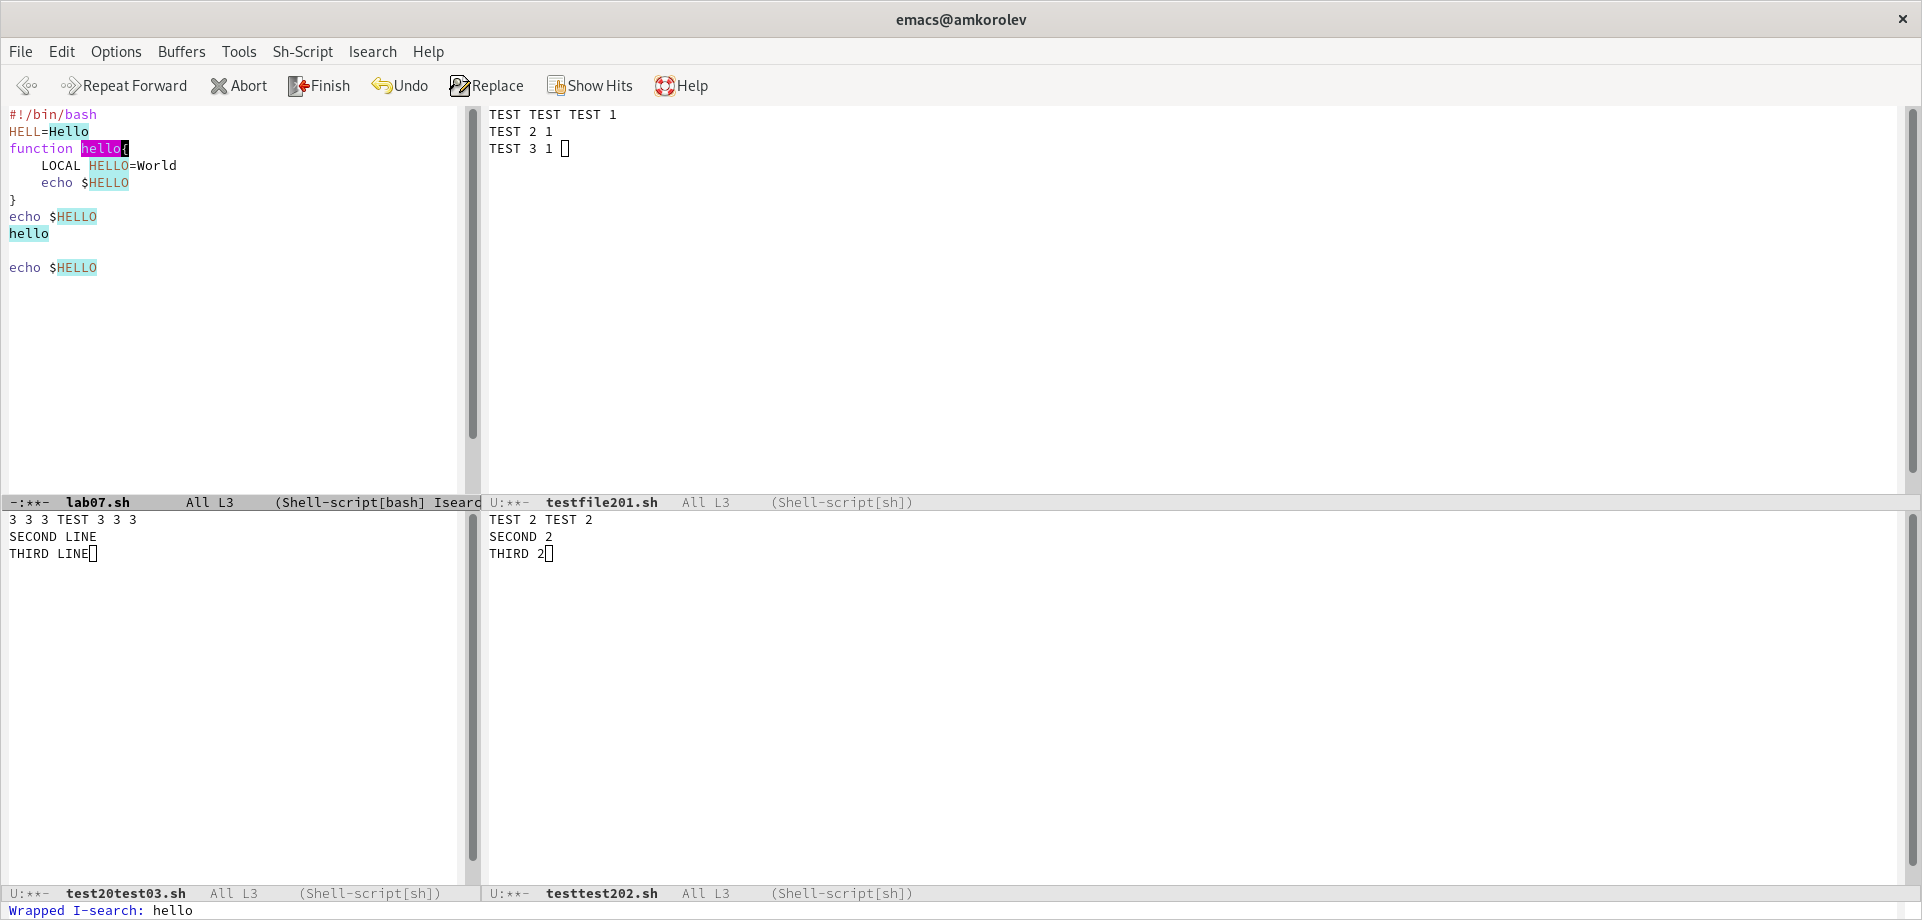 emacs@amkorolev
File Edit Options Buffers Tools Sh-Script Isearch Help
Repeat Forward Abort Finish Undo Replace Show Hits Help
#!/bin/bash
HELL=Hello
function hello{
    LOCAL HELLO=World
    echo $HELLO
}
echo $HELLO
hello
echo $HELLO
-:**-  lab07.sh       All L3     (Shell-script[bash] Isearc
TEST TEST TEST 1
TEST 2 1
TEST 3 1
U:**-  testfile201.sh   All L3     (Shell-script[sh])
3 3 3 TEST 3 3 3
SECOND LINE
THIRD LINE
U:**-  test20test03.sh   All L3     (Shell-script[sh])
TEST 2 TEST 2
SECOND 2
THIRD 2
U:**-  testtest202.sh   All L3     (Shell-script[sh])
Wrapped I-search: hello